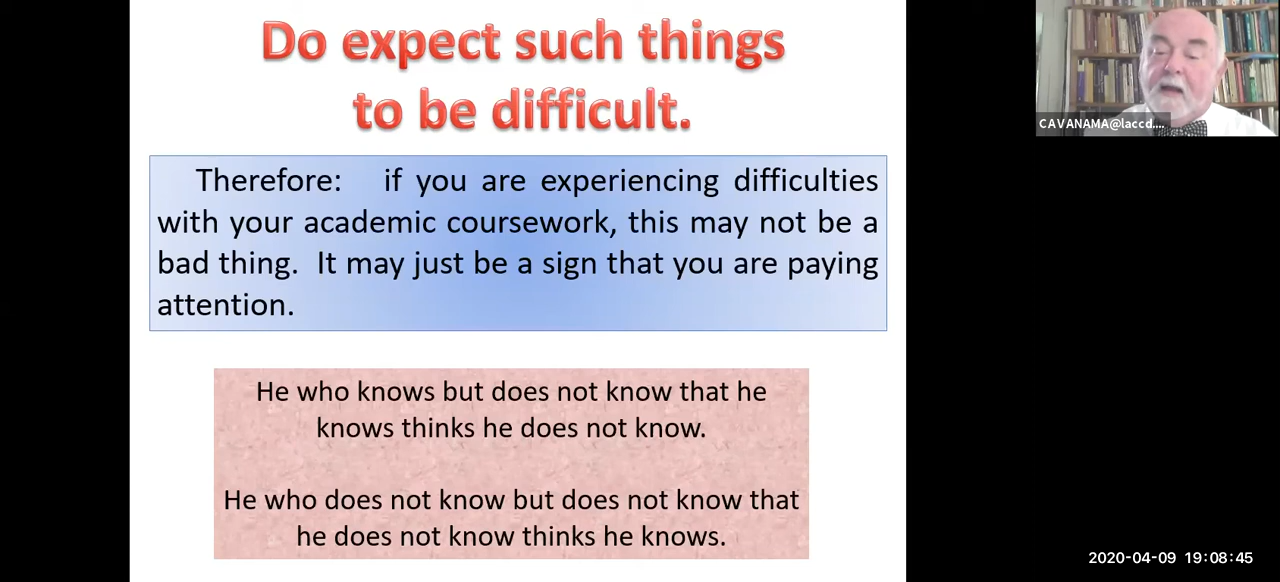 Do expect such things
to be difficult.
Therefore: if you are experiencing difficulties
with your academic coursework, this may not be a
bad thing. It may just be a sign that you are paying
attention.
He who knows but does not know that he
knows thinks he does not know.
He who does not know but does not know that
he does not know thinks he knows.
CAVANAMA@laccd....
2020-04-09 19:08:45